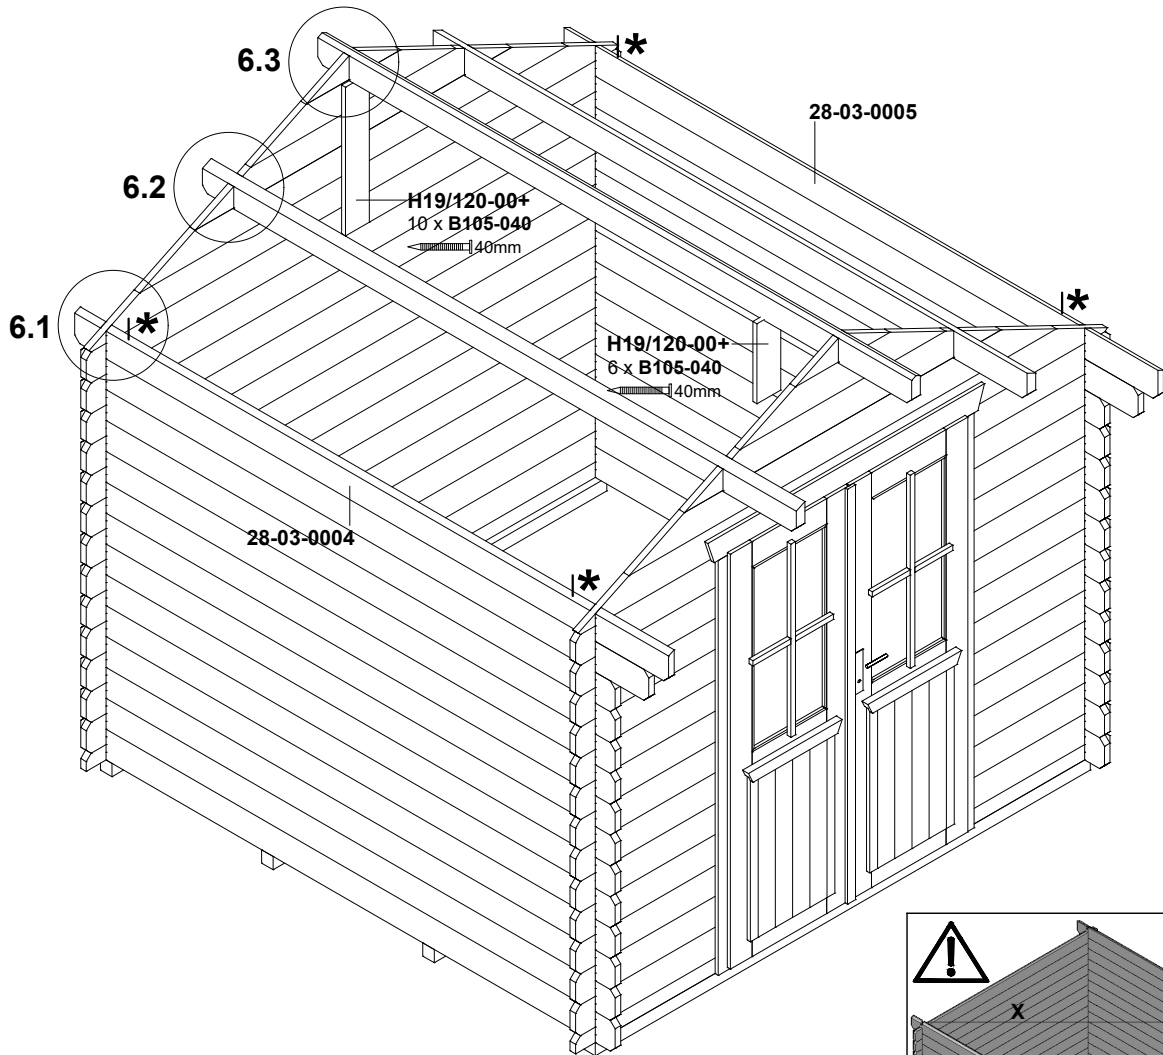 6.3
*
28-03-0005
6.2
H19/120-00+
10 x B105-040
40mm
6.1
*
*
H19/120-00+
6 x B105-040
40mm
28-03-0004
*
!
X